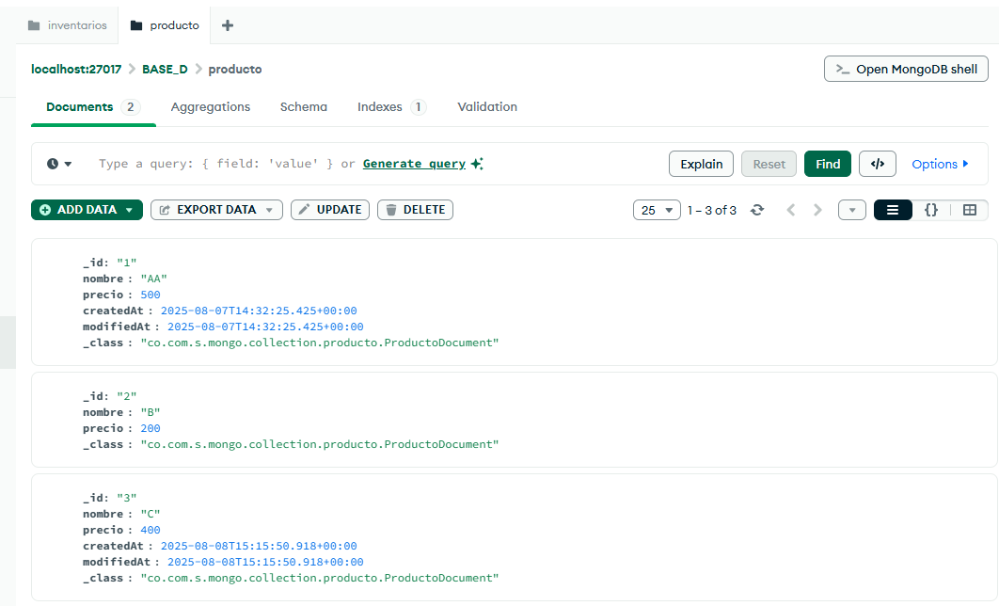 inventarios producto
localhost:27017 BASE_D producto
>_ Open MongoDB shell
Documents 2 Aggregations Schema Indexes 1 Validation
Type a query: { field: 'value' } or Generate query
Explain Reset Find </> Options
ADD DATA EXPORT DATA UPDATE DELETE 25 1 – 3 of 3 {}
_id: "1"
nombre : "AA"
precio : 500
createdAt : 2025-08-07T14:32:25.425+00:00
modifiedAt : 2025-08-07T14:32:25.425+00:00
_class : "co.com.s.mongo.collection.producto.ProductoDocument"
_id: "2"
nombre : "B"
precio : 200
_class : "co.com.s.mongo.collection.producto.ProductoDocument"
_id: "3"
nombre : "C"
precio : 400
createdAt : 2025-08-08T15:15:50.918+00:00
modifiedAt : 2025-08-08T15:15:50.918+00:00
_class : "co.com.s.mongo.collection.producto.ProductoDocument"